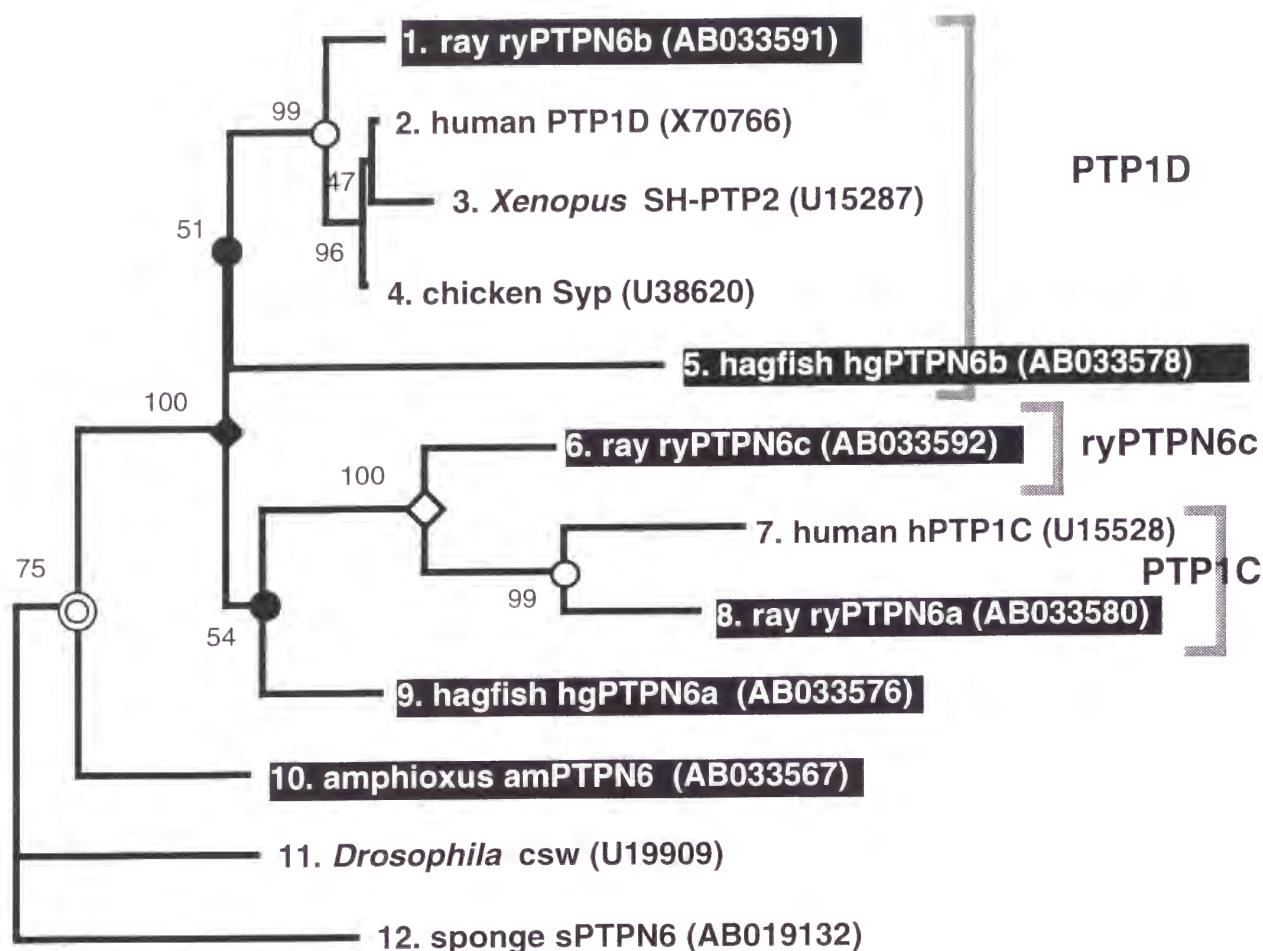 1. ray ryPTPN6b (AB033591)
99
2. human PTP1D (X70766)
PTP1D
47
3. Xenopus SH-PTP2 (U15287)
51
96
4. chicken Syp (U38620)
5. hagfish hgPTPN6b (AB033578)
100
6. ray ryPTPN6c (AB033592)
ryPTPN6c
100
7. human hPTP1C (U15528)
PTP1C
75
99
8. ray ryPTPN6a (AB033580)
54
9. hagfish hgPTPN6a (AB033576)
10. amphioxus amPTPN6 (AB033567)
11. Drosophila csw (U19909)
12. sponge sPTPN6 (AB019132)